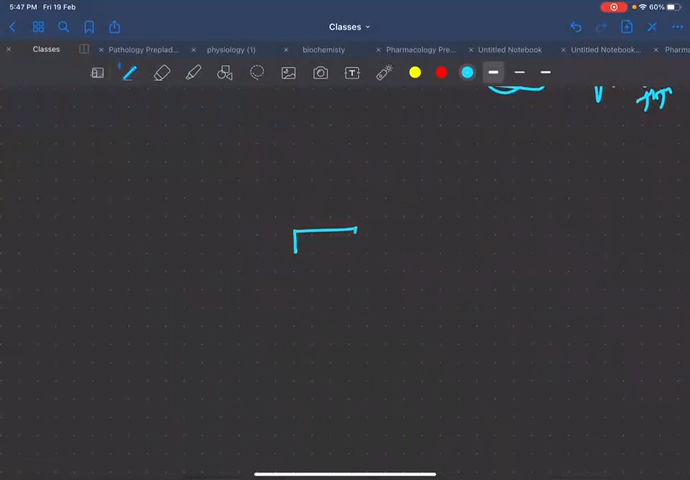 5:47 PM Fri 19 Feb 60%
Classes
Classes Pathology Preplad... physiology (1) biochemisty Pharmacology Pre... Untitled Notebook Untitled Notebook... Pharma
T